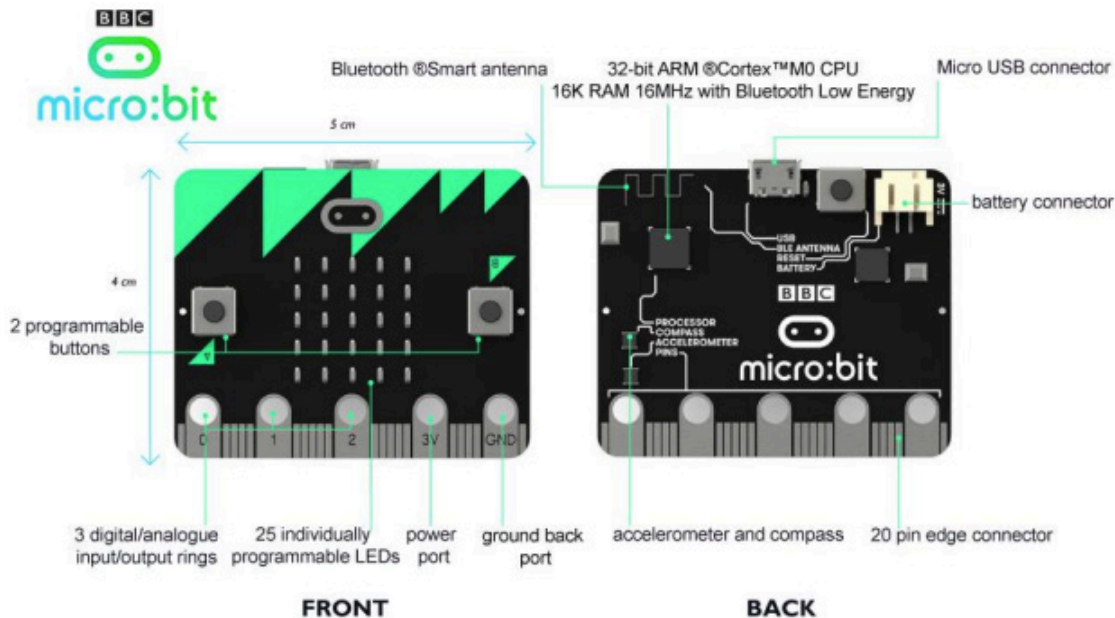 BBC
micro:bit
Bluetooth ®Smart antenna
32-bit ARM ®Cortex™M0 CPU
16K RAM 16MHz with Bluetooth Low Energy
Micro USB connector
5 cm
battery connector
3V
USB
BLE ANTENNA
RESET
BATTERY
BBC
B
4 cm
2 programmable
buttons
A
PROCESSOR
COMPASS
ACCELEROMETER
PINS
micro:bit
0
1
2
3V
GND
3 digital/analogue
input/output rings
25 individually
programmable LEDs
power
port
ground back
port
accelerometer and compass
20 pin edge connector
FRONT
BACK